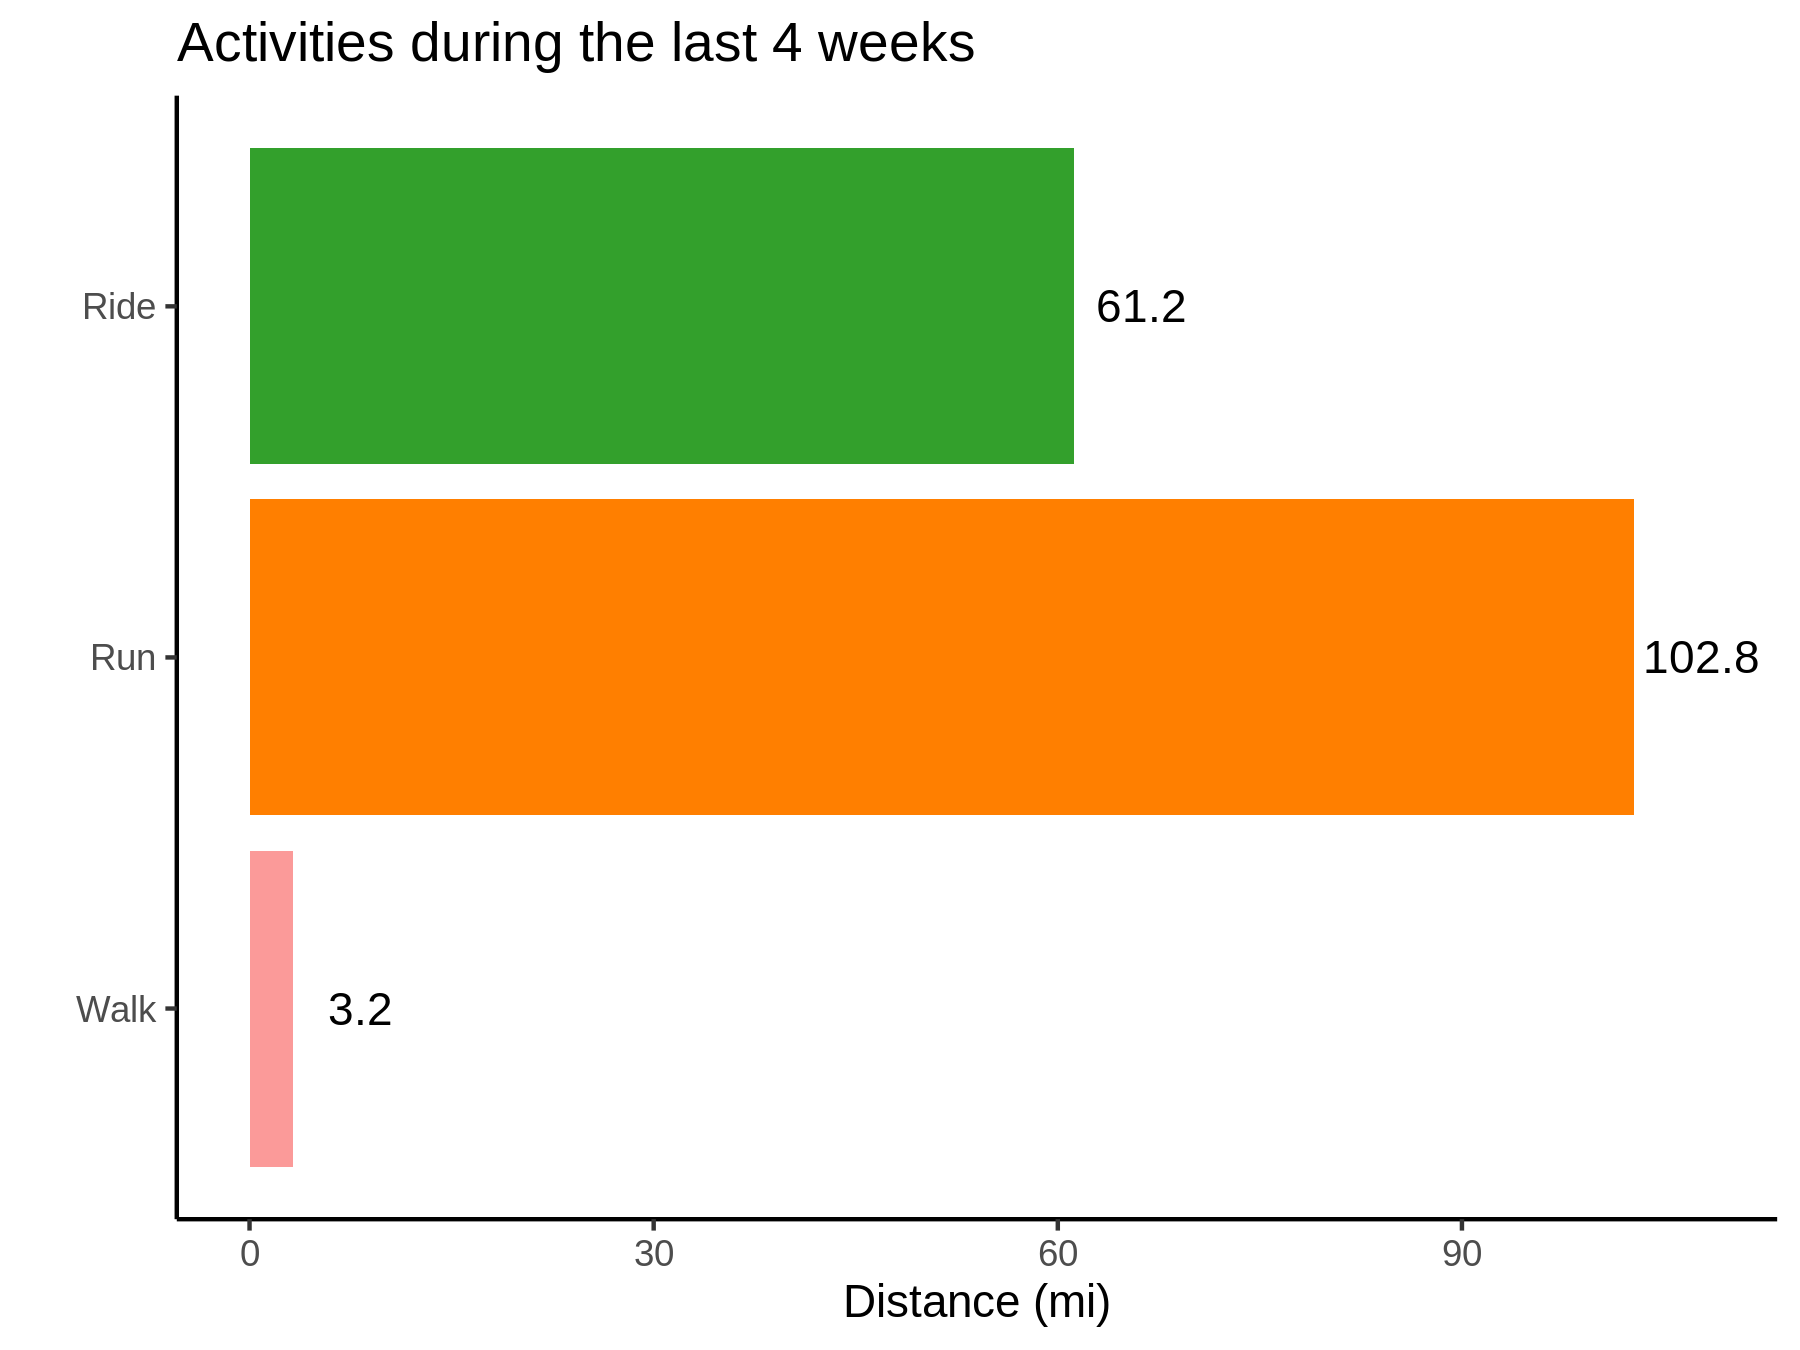 Activities during the last 4 weeks
Ride
61.2
Run
102.8
Walk
3.2
0 30 60 90
Distance (mi)